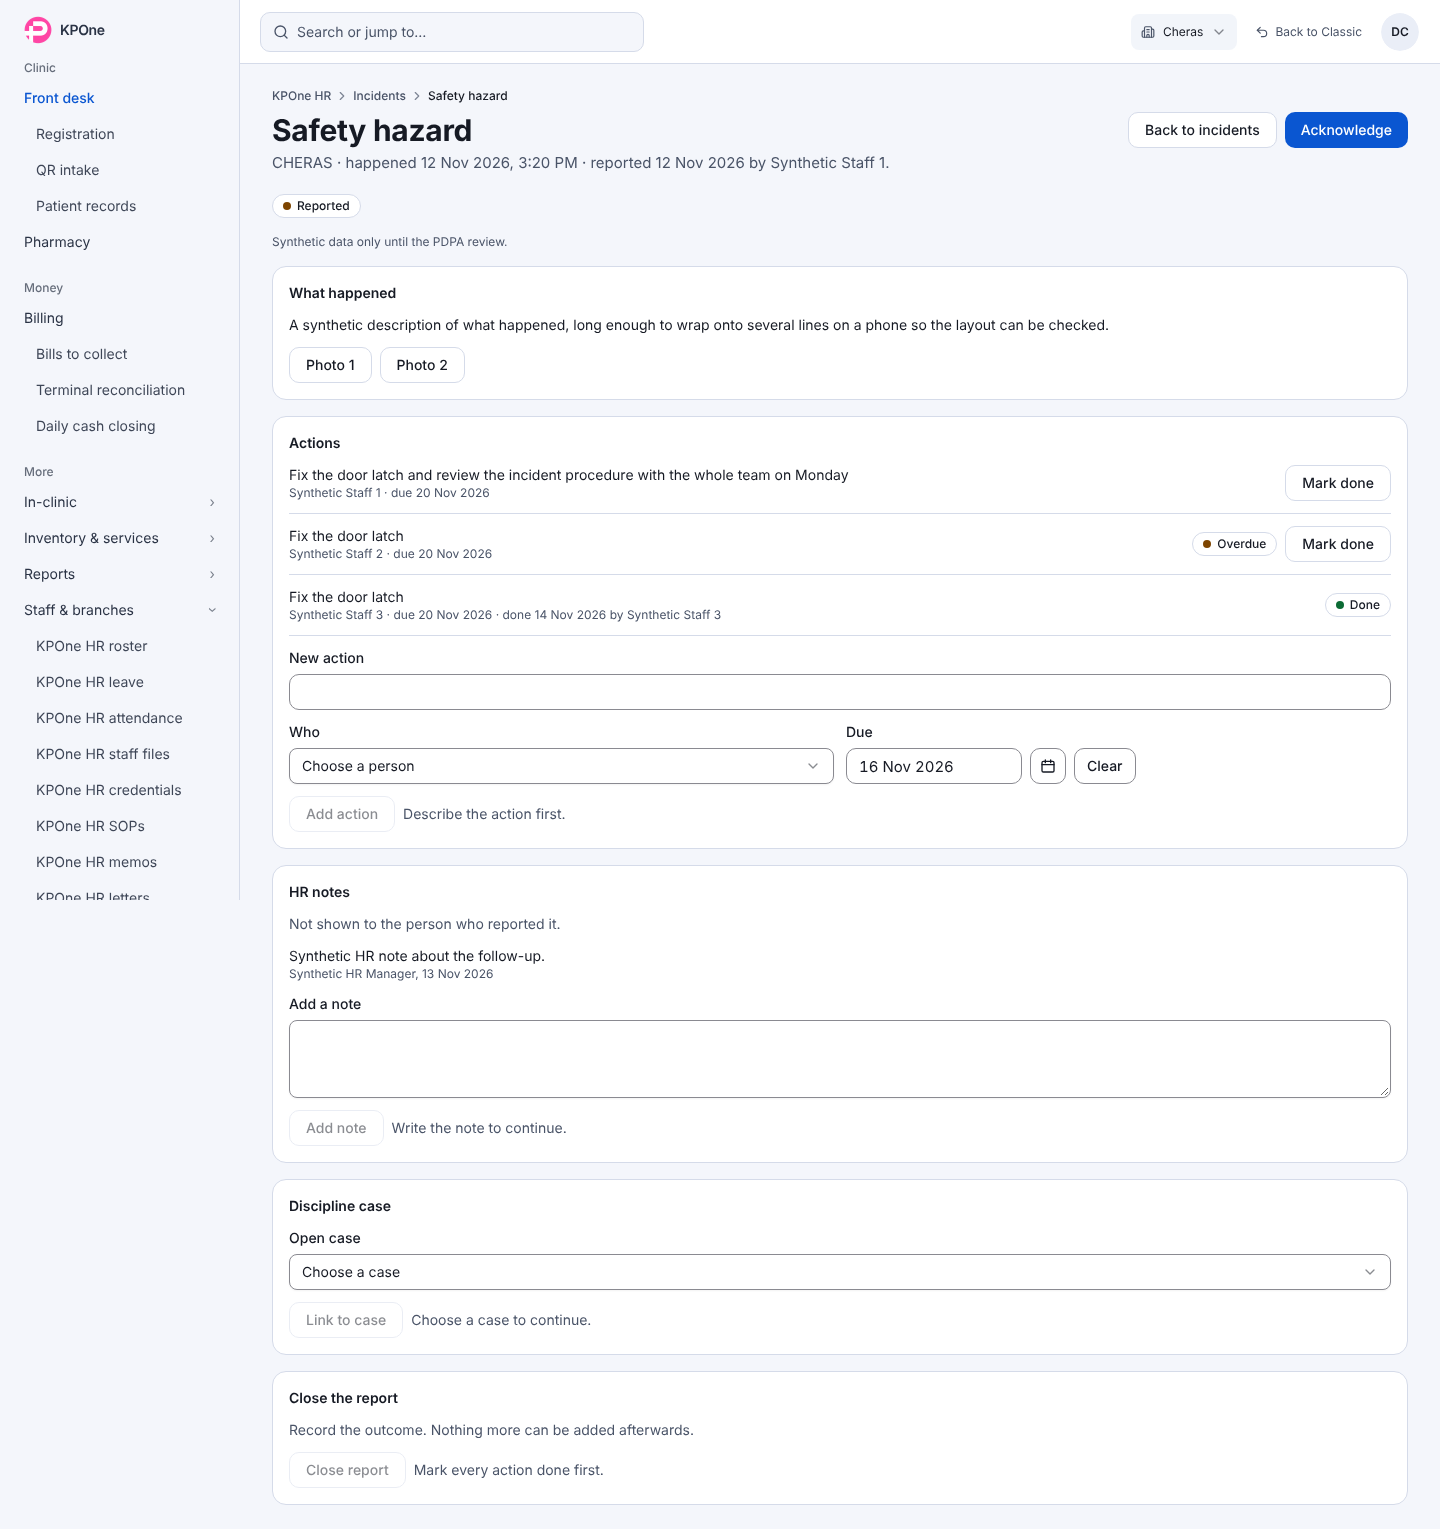 KPOne
Clinic
Front desk
Registration
QR intake
Patient records
Pharmacy
Money
Billing
Bills to collect
Terminal reconciliation
Daily cash closing
More
In-clinic
Inventory & services
Reports
Staff & branches
KPOne HR roster
KPOne HR leave
KPOne HR attendance
KPOne HR staff files
KPOne HR credentials
KPOne HR SOPs
KPOne HR memos
KPOne HR letters
Search or jump to...
Cheras
Back to Classic
DC
KPOne HR > Incidents > Safety hazard
Safety hazard
Back to incidents
Acknowledge
CHERAS · happened 12 Nov 2026, 3:20 PM · reported 12 Nov 2026 by Synthetic Staff 1.
Reported
Synthetic data only until the PDPA review.
What happened
A synthetic description of what happened, long enough to wrap onto several lines on a phone so the layout can be checked.
Photo 1
Photo 2
Actions
Fix the door latch and review the incident procedure with the whole team on Monday
Synthetic Staff 1 · due 20 Nov 2026
Mark done
Fix the door latch
Synthetic Staff 2 · due 20 Nov 2026
Overdue
Mark done
Fix the door latch
Synthetic Staff 3 · due 20 Nov 2026 · done 14 Nov 2026 by Synthetic Staff 3
Done
New action
Who
Due
Choose a person
16 Nov 2026
Clear
Add action
Describe the action first.
HR notes
Not shown to the person who reported it.
Synthetic HR note about the follow-up.
Synthetic HR Manager, 13 Nov 2026
Add a note
Add note
Write the note to continue.
Discipline case
Open case
Choose a case
Link to case
Choose a case to continue.
Close the report
Record the outcome. Nothing more can be added afterwards.
Close report
Mark every action done first.